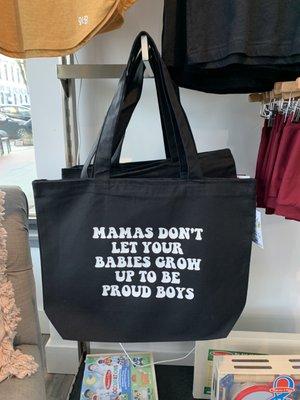 MAMAS DON'T
LET YOUR
BABIES GROW
UP TO BE
PROUD BOYS